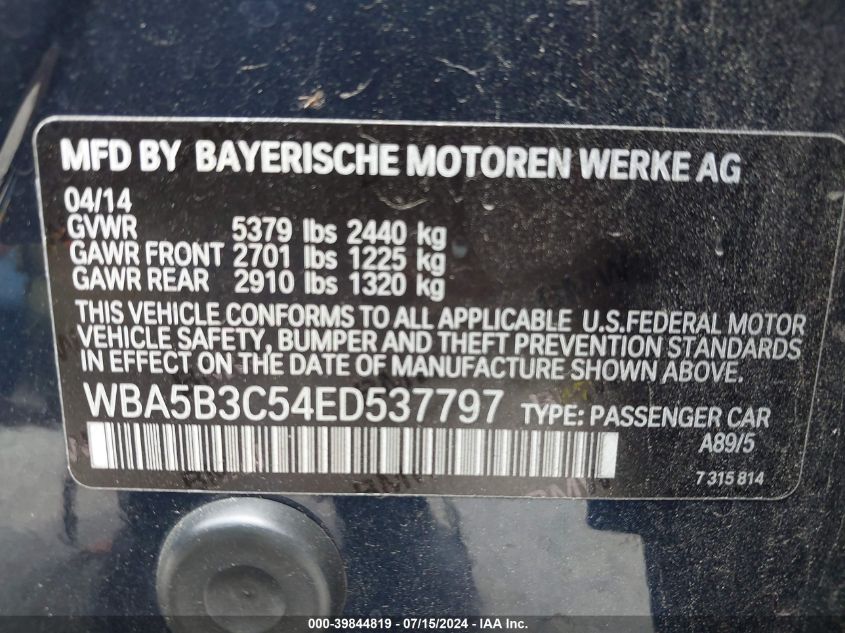 MFD BY BAYERISCHE MOTOREN WERKE AG
04/14
GVWR 5379 lbs 2440 kg
GAWR FRONT 2701 lbs 1225 kg
GAWR REAR 2910 lbs 1320 kg
THIS VEHICLE CONFORMS TO ALL APPLICABLE U.S.FEDERAL MOTOR
VEHICLE SAFETY, BUMPER AND THEFT PREVENTION STANDARDS
IN EFFECT ON THE DATE OF MANUFACTURE SHOWN ABOVE.
WBA5B3C54ED537797 TYPE: PASSENGER CAR
A89/5
7 315 814
000-39844819 / 07/15/2024 - IAA Inc.